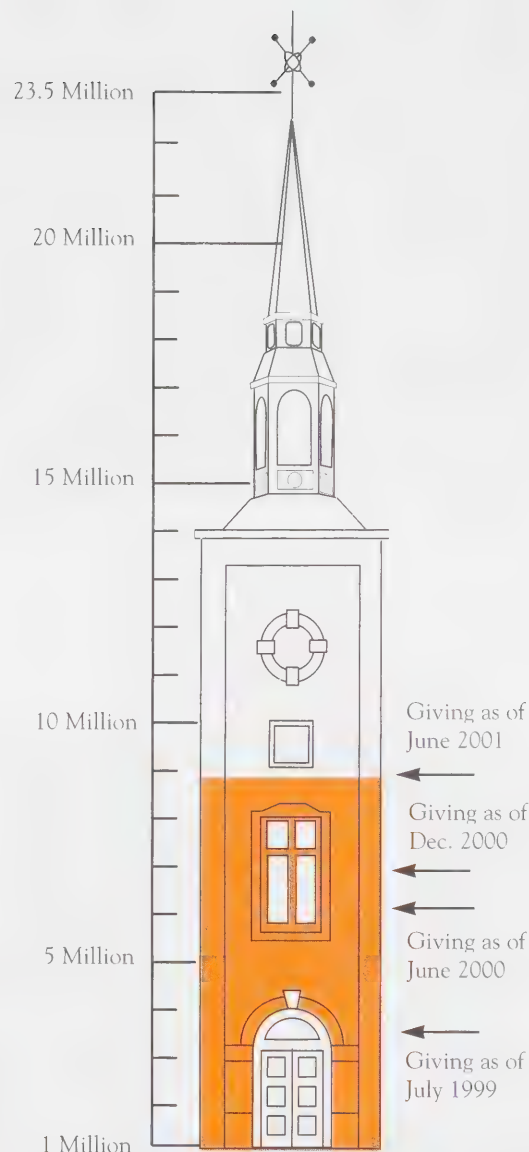 23.5 Million
20 Million
15 Million
10 Million
Giving as of
June 2001
Giving as of
Dec. 2000
5 Million
Giving as of
June 2000
Giving as of
July 1999
1 Million